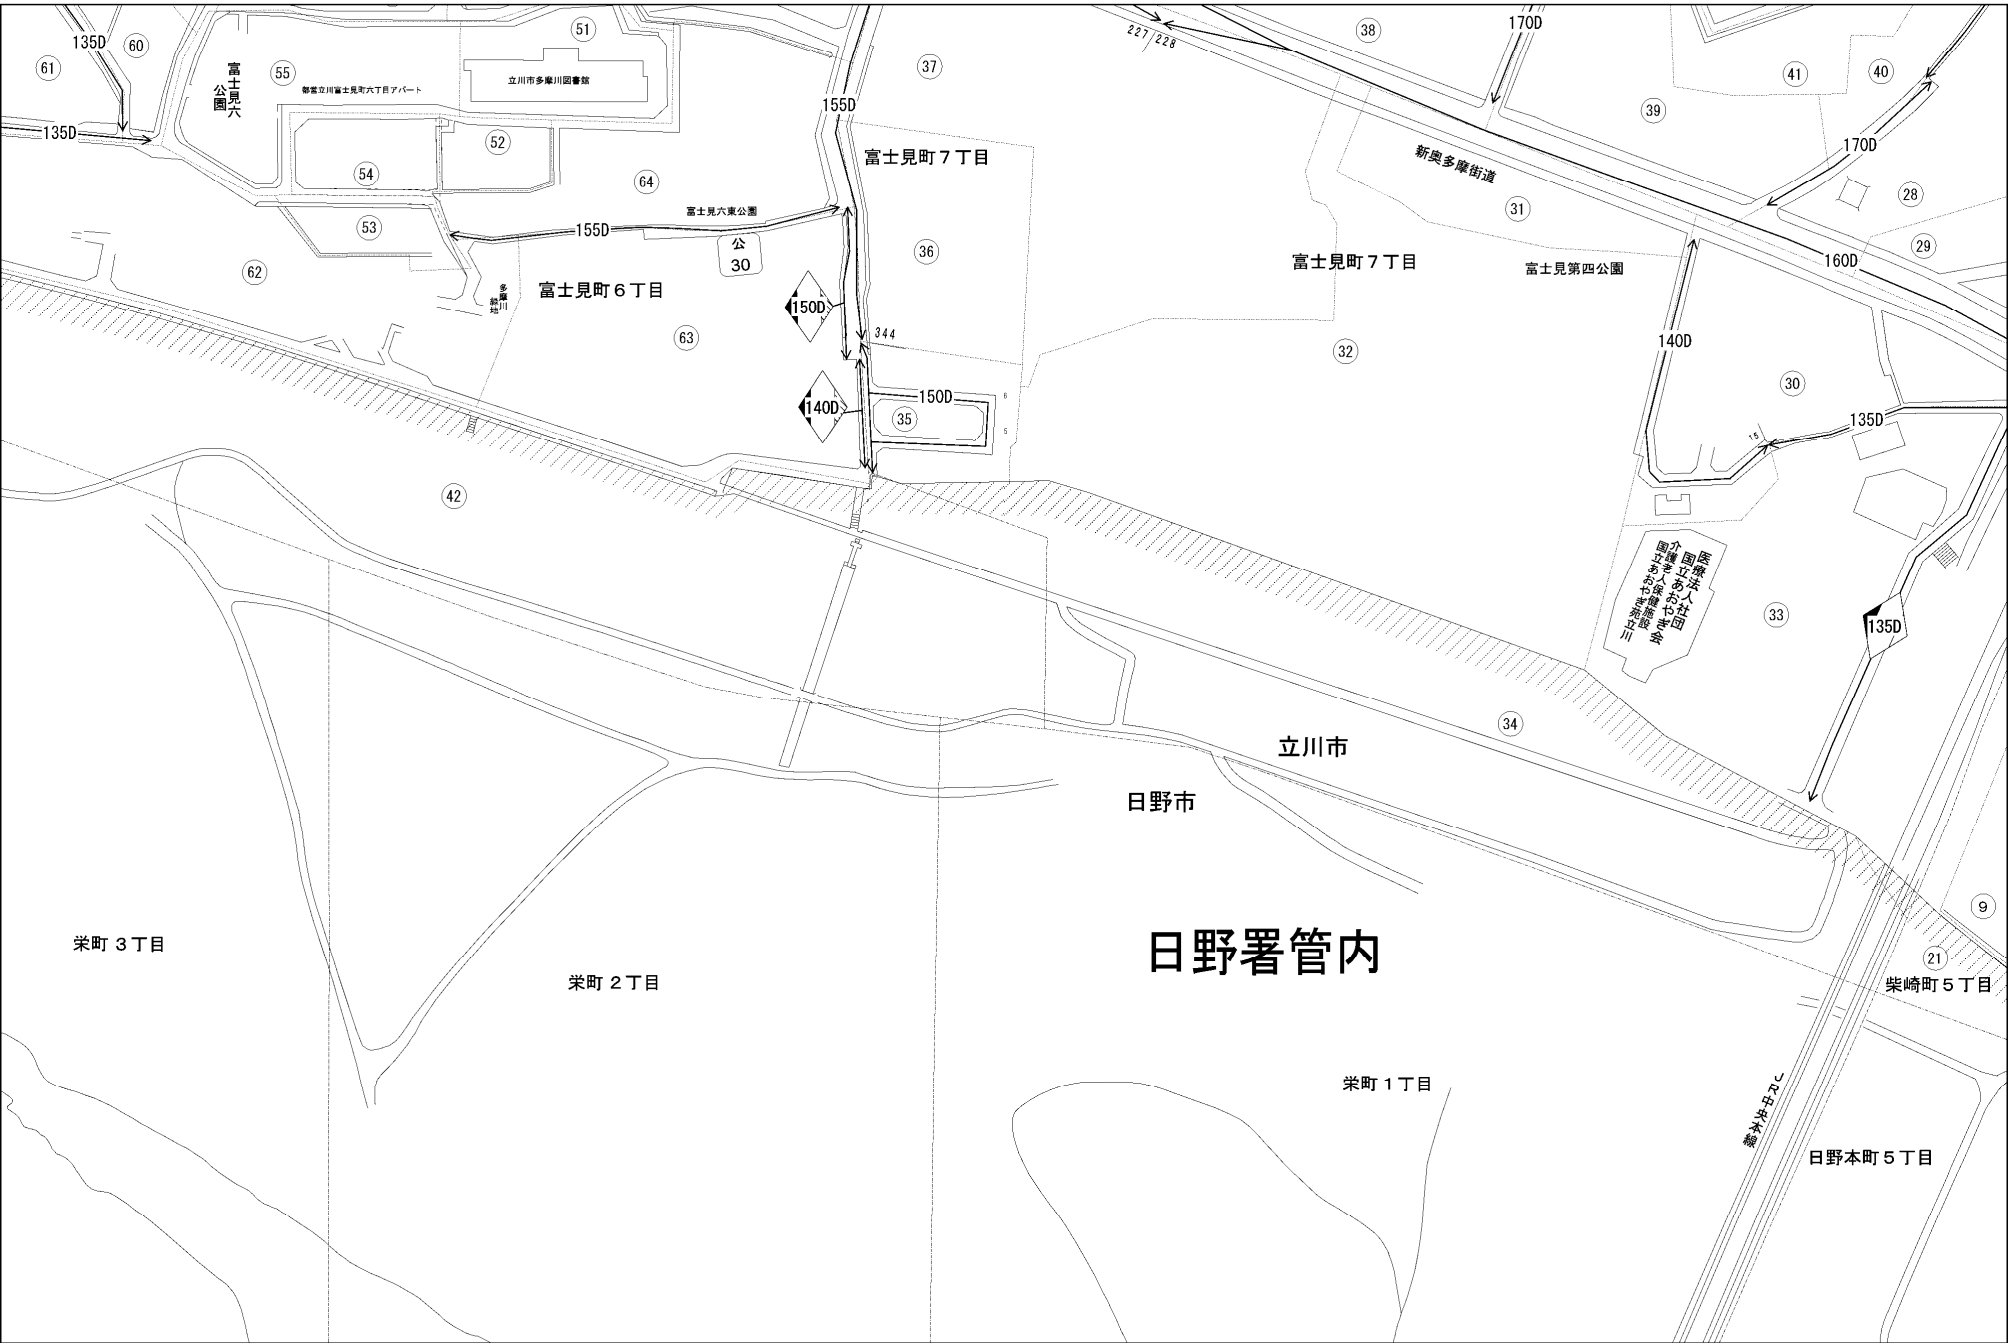 135D
60
61
55
富士見六
公園
都営立川富士見町六丁目アパート
51
立川市多摩川図書館
135D
52
54
53
64
155D
37
富士見町７丁目
227/228
38
170D
41
40
39
170D
新奥多摩街道
31
28
29
160D
富士見六東公園
155D
公
30
36
富士見町７丁目
富士見第四公園
62
多摩川
緑地
富士見町６丁目
63
150D
344
32
140D
30
140D
150D
35
6
5
135D
15
42
医療法人社団
国立あおやぎ会
介護老人保健施設
国立あおやぎ苑立川
33
135D
34
立川市
日野市
9
栄町３丁目
栄町２丁目
日野署管内
21
柴崎町５丁目
栄町１丁目
ＪＲ中央本線
日野本町５丁目